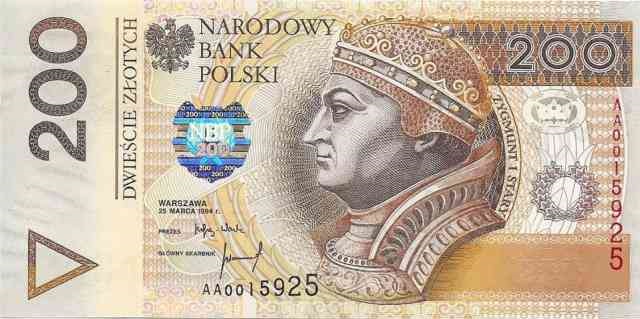 200
DWIEŚCIE ZŁOTYCH
NARODOWY
BANK
POLSKI
200
NBP
200
ZYGMUNT I STARY
AA0015925
WARSZAWA
25 MARCA 1994 r.
PREZES
GŁÓWNY SKARBNIK
AA0015925